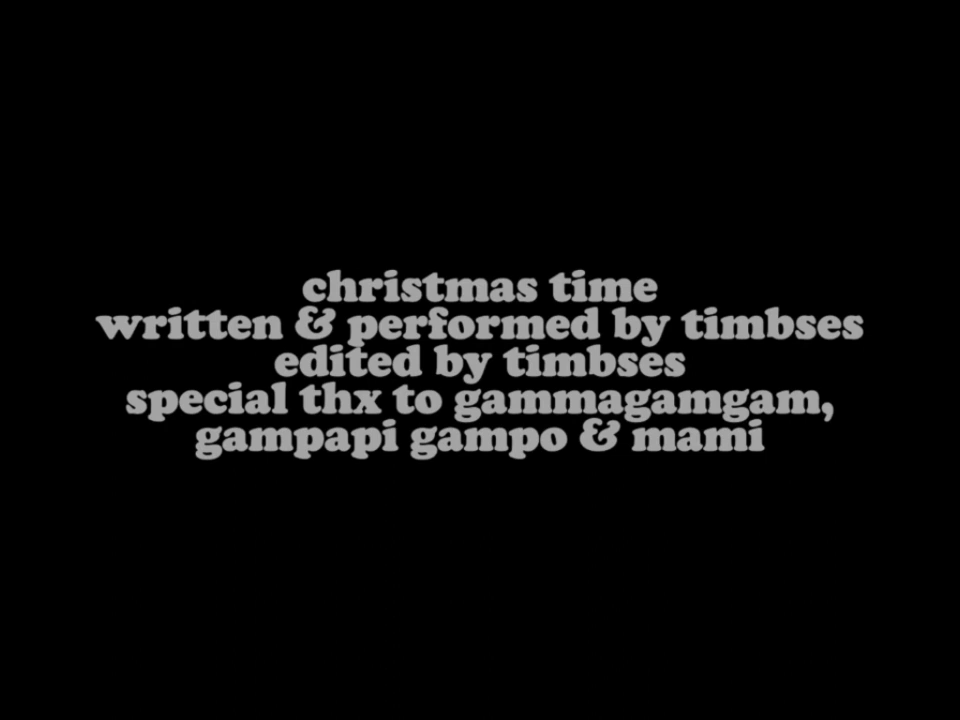 christmas time
written & performed by timbses
edited by timbses
special thx to gammagamgam,
gampapi gampo & mami